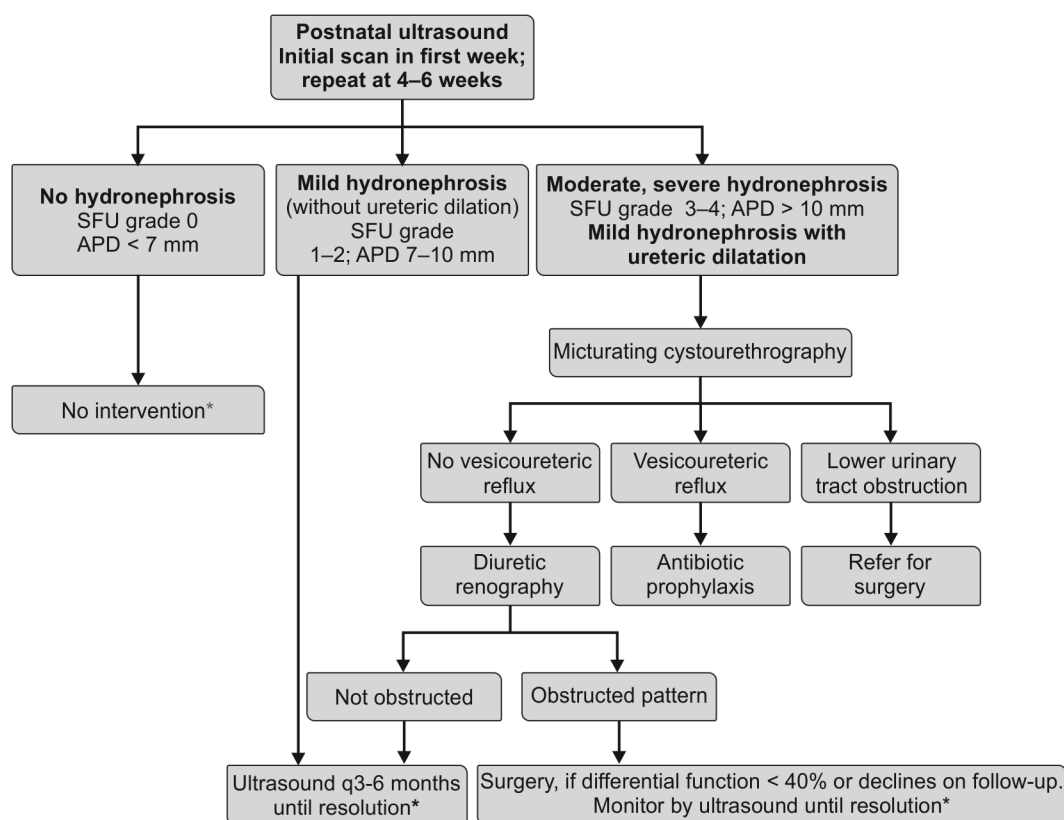 Postnatal ultrasound
Initial scan in first week;
repeat at 4–6 weeks
No hydronephrosis
SFU grade 0
APD < 7 mm
Mild hydronephrosis
(without ureteric dilation)
SFU grade
1–2; APD 7–10 mm
Moderate, severe hydronephrosis
SFU grade 3–4; APD > 10 mm
Mild hydronephrosis with
ureteric dilatation
Micturating cystourethrography
No intervention*
No vesicoureteric
reflux
Vesicoureteric
reflux
Lower urinary
tract obstruction
Diuretic
renography
Antibiotic
prophylaxis
Refer for
surgery
Not obstructed
Obstructed pattern
Ultrasound q3-6 months
until resolution*
Surgery, if differential function < 40% or declines on follow-up.
Monitor by ultrasound until resolution*